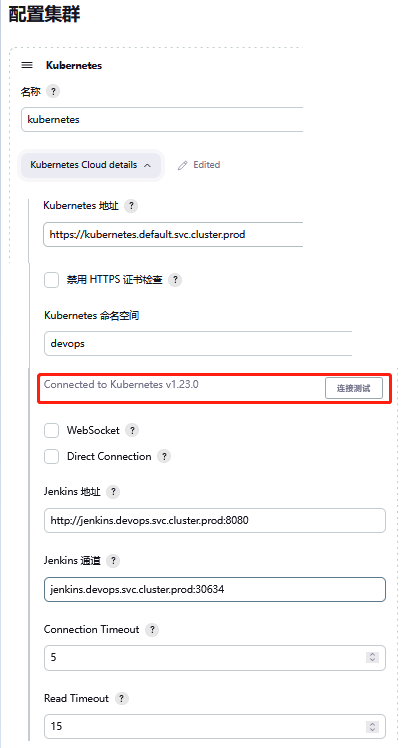 配置集群
Kubernetes
名称 ?
kubernetes
Kubernetes Cloud details Edited
Kubernetes 地址 ?
https://kubernetes.default.svc.cluster.prod
禁用 HTTPS 证书检查 ?
Kubernetes 命名空间
devops
Connected to Kubernetes v1.23.0 连接测试
WebSocket ?
Direct Connection ?
Jenkins 地址 ?
http://jenkins.devops.svc.cluster.prod:8080
Jenkins 通道 ?
jenkins.devops.svc.cluster.prod:30634
Connection Timeout ?
5
Read Timeout ?
15